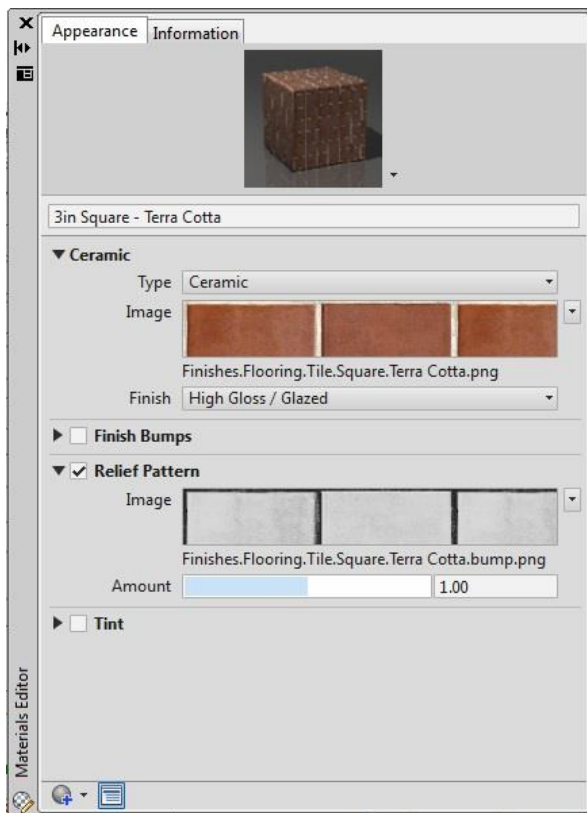 Appearance
Information
3in Square - Terra Cotta
Ceramic
Type Ceramic
Image
Finishes.Flooring.Tile.Square.Terra Cotta.png
Finish High Gloss / Glazed
Finish Bumps
Relief Pattern
Image
Finishes.Flooring.Tile.Square.Terra Cotta.bump.png
Amount 1.00
Tint
Materials Editor